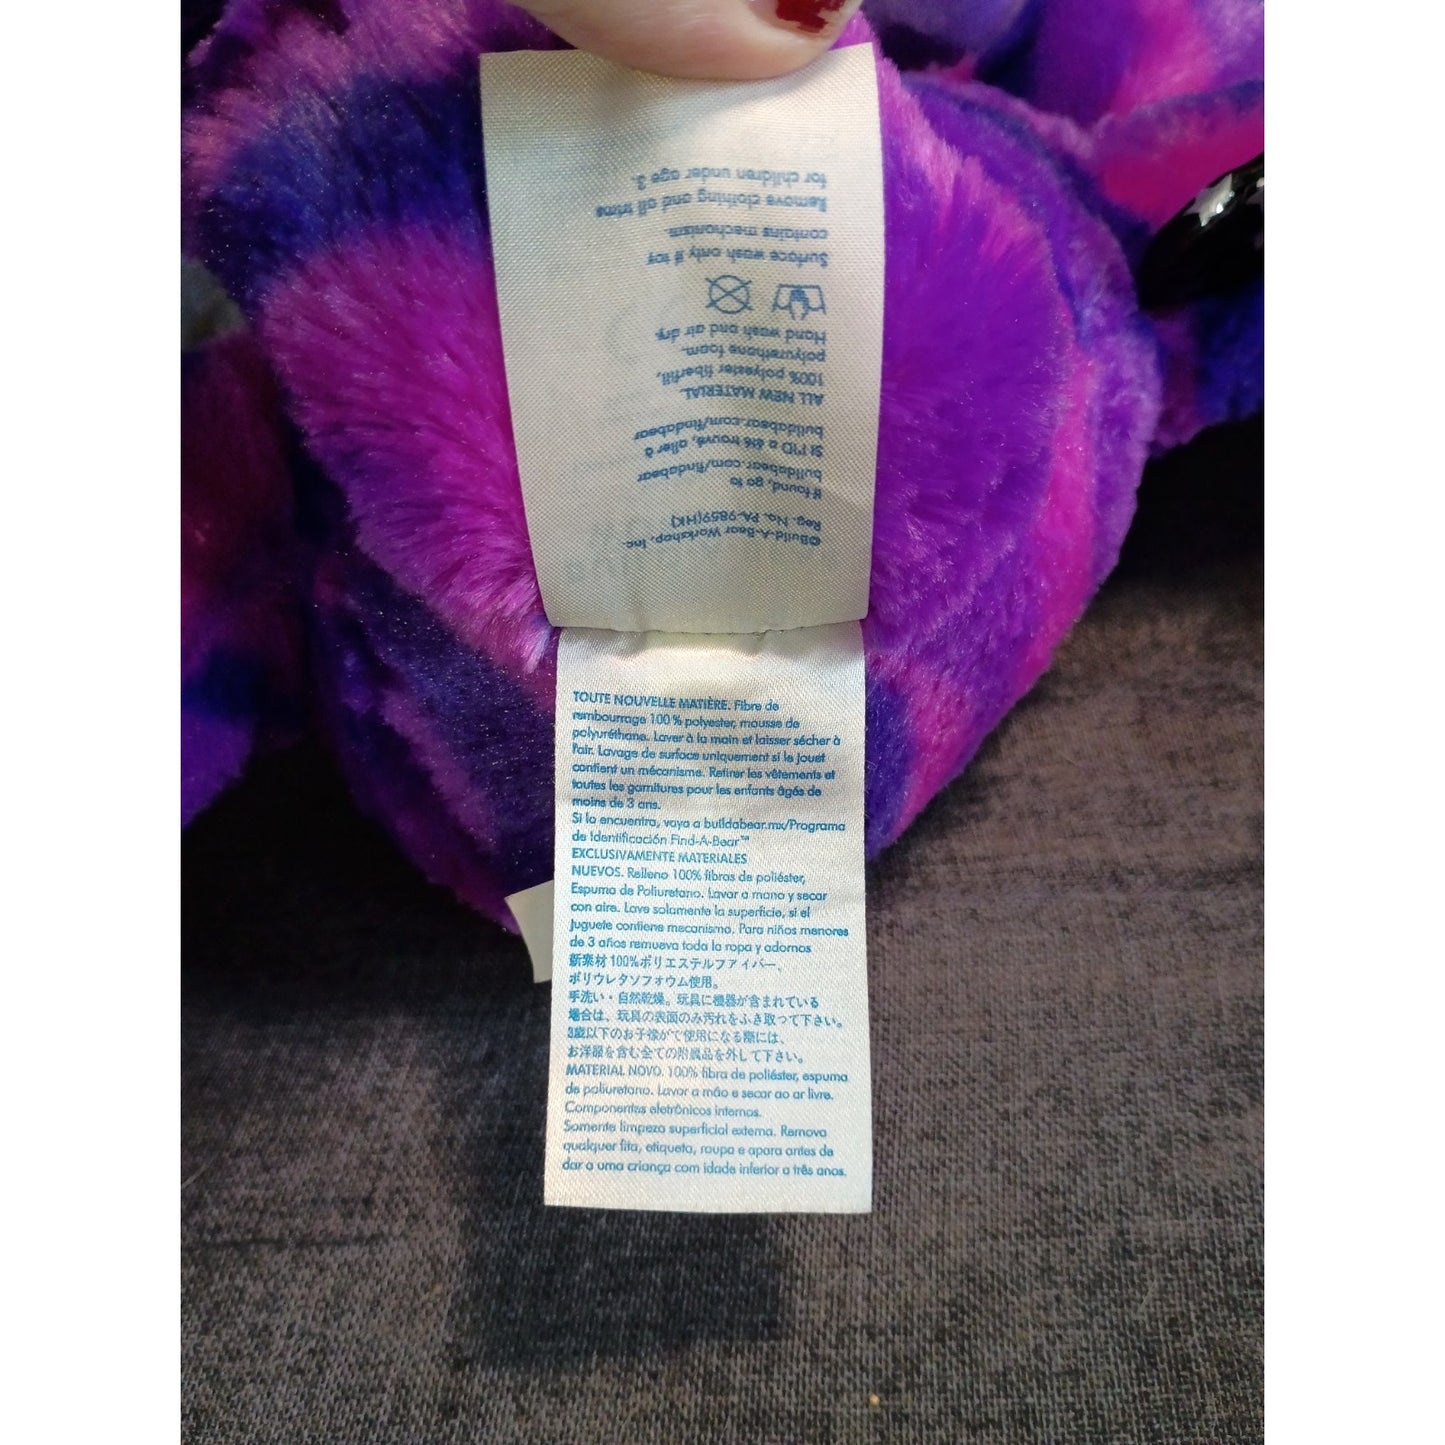 ©Build-A-Bear Workshop, Inc.
Reg. No. PA-9859(HK)
If found, go to
buildabear.com/findabear
Si l'ID a été trouvé, aller à
buildabear.com/findabear
ALL NEW MATERIAL.
100% polyester fiberfill,
polyurethane foam.
Hand wash and air dry.
Surface wash only if toy
contains mechanism.
Remove clothing and all trims
for children under age 3.
TOUTE NOUVELLE MATIÈRE. Fibre de
rembourrage 100 % polyester, mousse de
polyuréthane. Laver à la main et laisser sécher à
l'air. Lavage de surface uniquement si le jouet
contient un mécanisme. Retirer les vêtements et
toutes les garnitures pour les enfants âgés de
moins de 3 ans.
Si lo encuentra, vaya a buildabear.mx/Programa
de Identificación Find-A-Bear™
EXCLUSIVAMENTE MATERIALES
NUEVOS. Relleno 100% fibras de poliéster,
Espuma de Poliuretano. Lavar a mano y secar
con aire. Lave solamente la superficie, si el
juguete contiene mecanismo. Para niños menores
de 3 años remueva toda la ropa y adornos
新素材 100%ポリエステルファイバー、
ポリウレタンフォウム使用。
手洗い・自然乾燥。玩具に機器が含まれている
場合は、玩具の表面のみ汚れをふき取って下さい。
3歳以下のお子様がで使用になる際には、
お洋服を含む全ての附属品を外して下さい。
MATERIAL NOVO. 100% fibra de poliéster, espuma
de poliuretano. Lavar a mão e secar ao ar livre.
Componentes eletrônicos internos.
Somente limpeza superficial externa. Remova
qualquer fita, etiqueta, roupa e apara antes de
dar a uma criança com idade inferior a três anos.